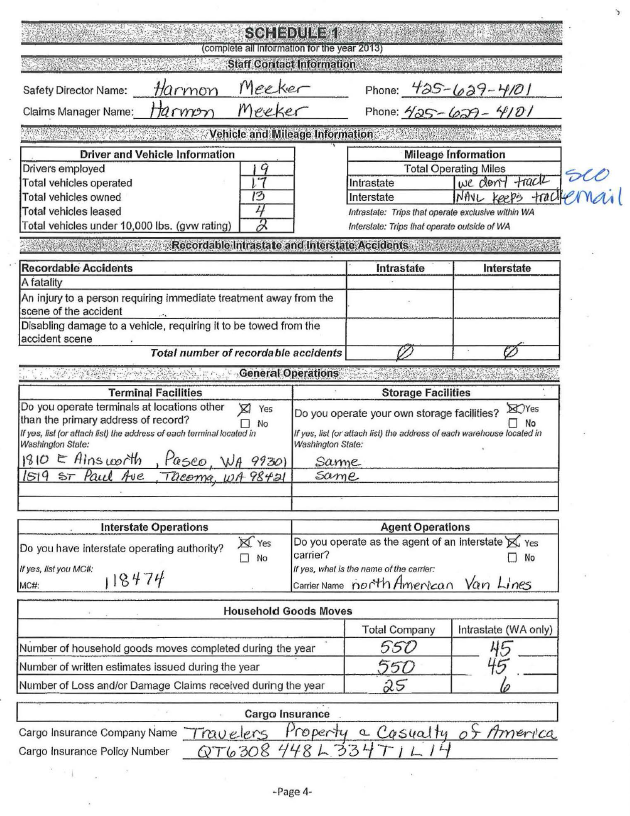 SCHEDULE 1
(complete all information for the year 2013)
Staff Contact Information
Safety Director Name: Harmon Meeker Phone: 425-629-4101
Claims Manager Name: Harmon Meeker Phone: 425-629-4101
Vehicle and Mileage Information
Driver and Vehicle Information Mileage Information
Drivers employed 19 Total Operating Miles
Total vehicles operated 17 Intrastate we don't track
Total vehicles owned 13 Interstate NAVL keeps track email
Total vehicles leased 4 Intrastate: Trips that operate exclusive within WA
Total vehicles under 10,000 lbs. (gvw rating) 2 Interstate: Trips that operate outside of WA
Recordable Intrastate and Interstate Accidents
Recordable Accidents Intrastate Interstate
A fatality
An injury to a person requiring immediate treatment away from the
scene of the accident
Disabling damage to a vehicle, requiring it to be towed from the
accident scene
Total number of recordable accidents Ø Ø
General Operations
Terminal Facilities Storage Facilities
Do you operate terminals at locations other ☒ Yes
than the primary address of record? ☐ No
Do you operate your own storage facilities? ☒ Yes
☐ No
If yes, list (or attach list) the address of each terminal located in
Washington State:
If yes, list (or attach list) the address of each warehouse located in
Washington State:
1810 E Ainsworth, Pasco, WA 99301 Same
1519 ST Paul Ave, Tacoma, WA 98421 Same
Interstate Operations Agent Operations
Do you have interstate operating authority? ☒ Yes
☐ No
Do you operate as the agent of an interstate ☒ Yes
carrier? ☐ No
If yes, list you MC#:
MC#: 118474
If yes, what is the name of the carrier:
Carrier Name north American Van Lines
Household Goods Moves
Total Company Intrastate (WA only)
Number of household goods moves completed during the year 550 45
Number of written estimates issued during the year 550 45
Number of Loss and/or Damage Claims received during the year 25 6
Cargo Insurance
Cargo Insurance Company Name Travelers Property & Casualty of America
Cargo Insurance Policy Number QT6308448L334TIL14
-Page 4-